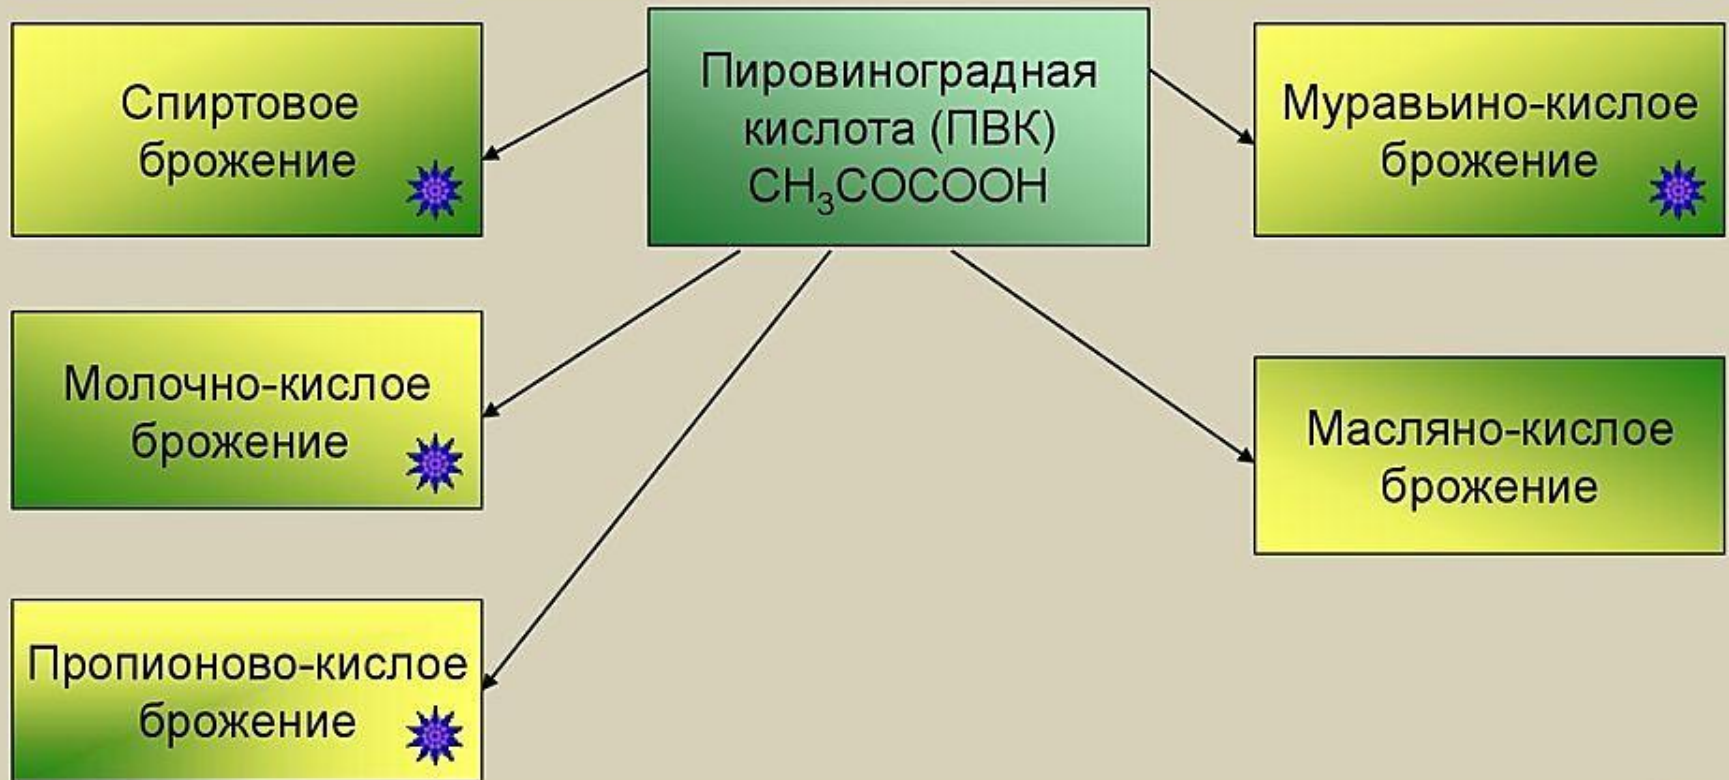 Спиртовое
брожение
Пировиноградная
кислота (ПВК)
CH₃COCOOH
Муравьино-кислое
брожение
Молочно-кислое
брожение
Масляно-кислое
брожение
Пропионово-кислое
брожение